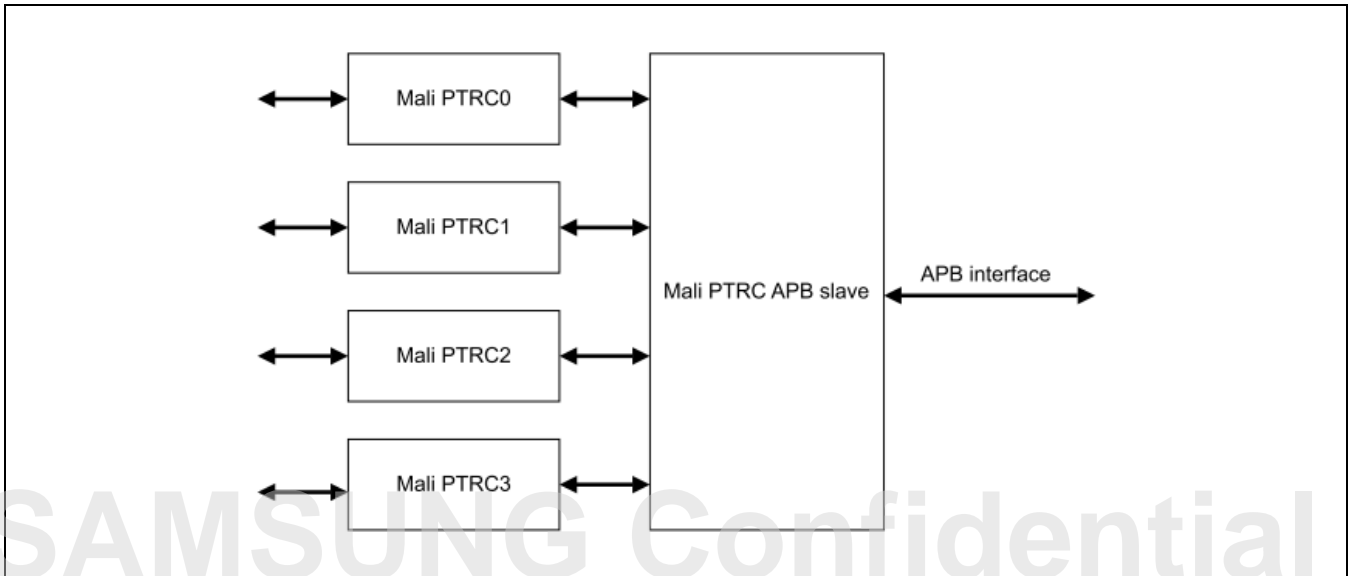 Mali PTRC0
Mali PTRC1
APB interface
Mali PTRC APB slave
Mali PTRC2
Mali PTRC3
SAMSUNG Confidential